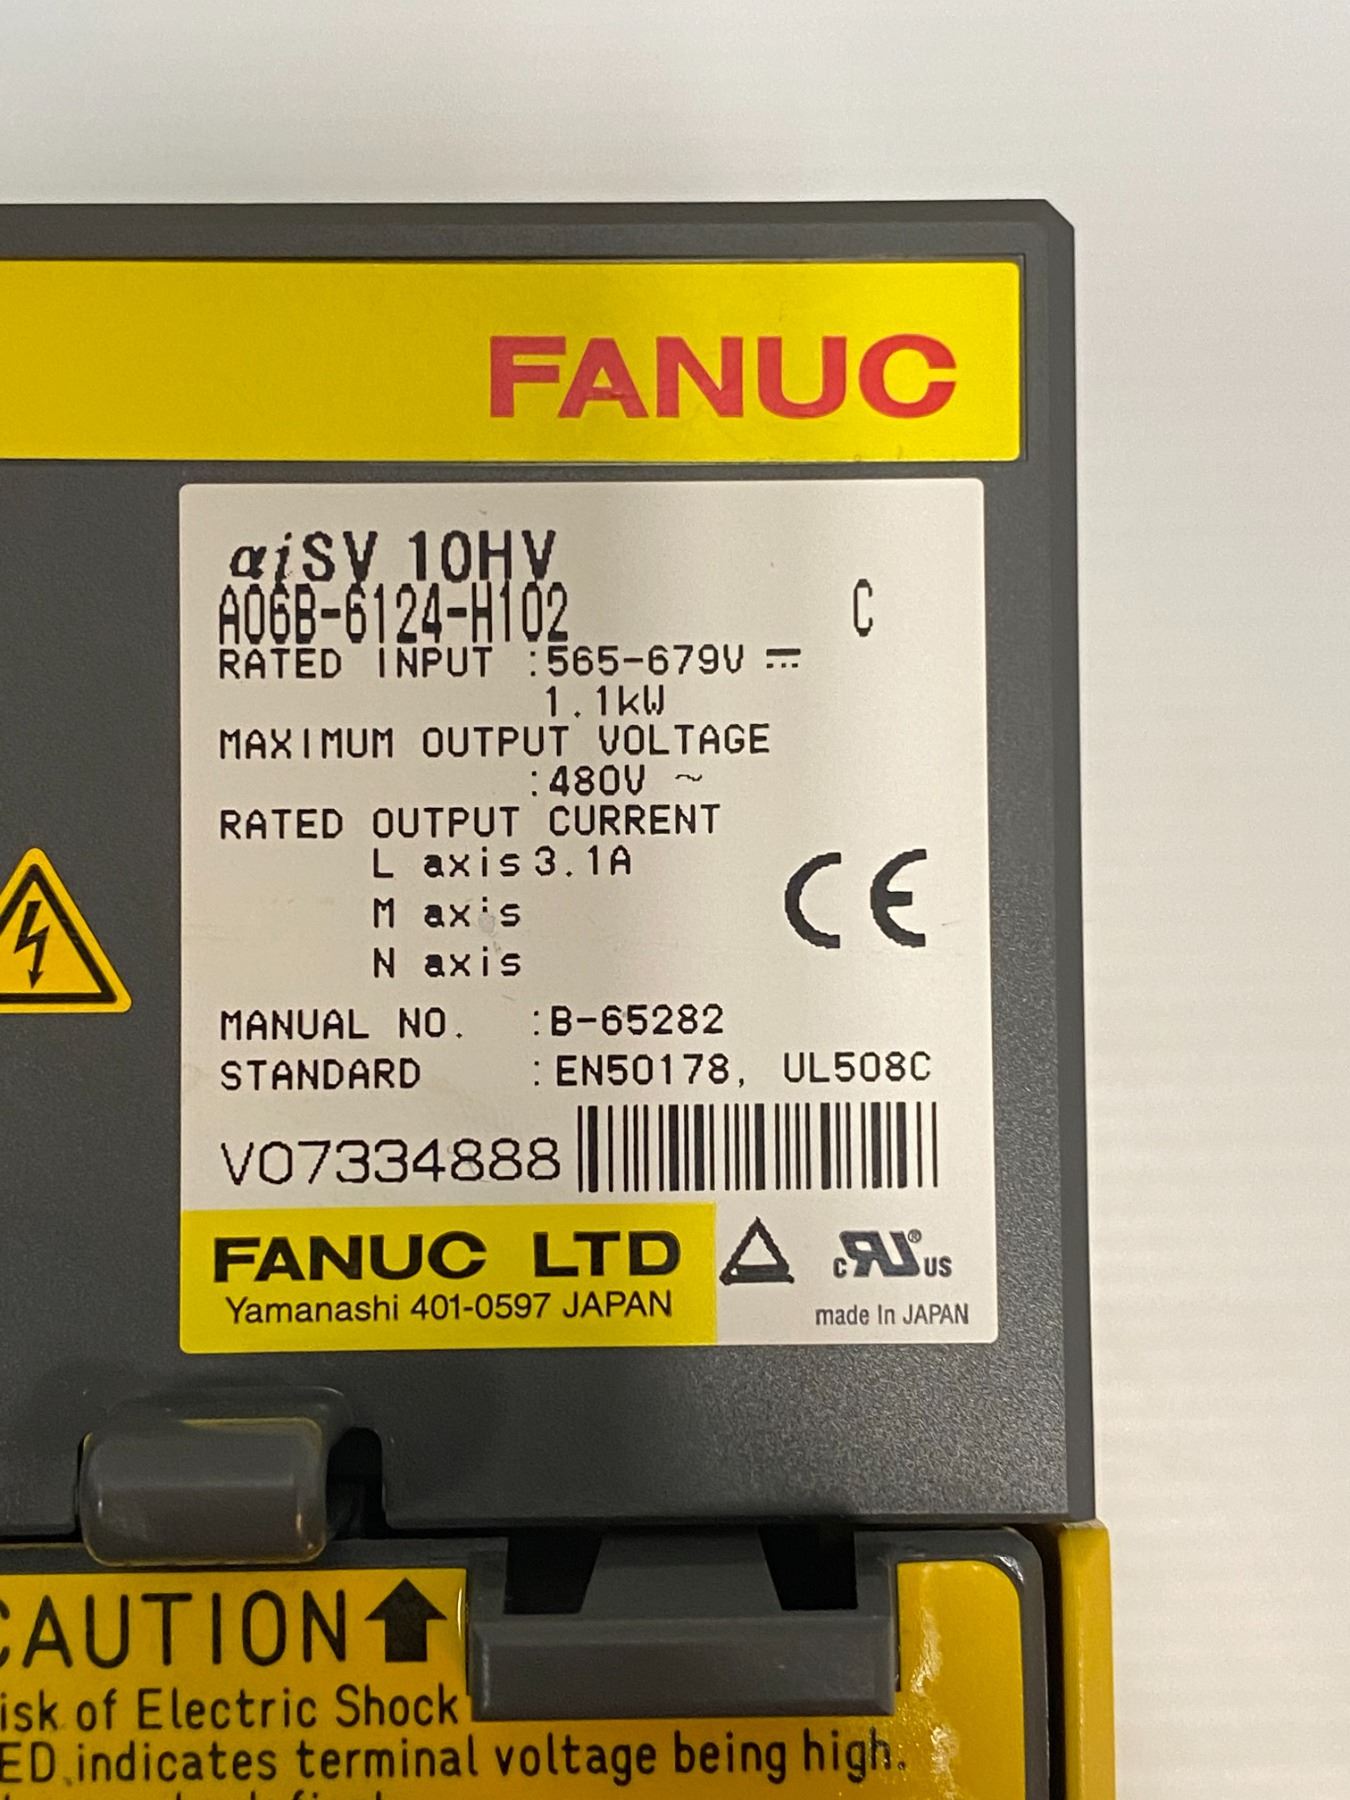 FANUC
αiSV 10HV
A06B-6124-H102 C
RATED INPUT :565-679V ⎓
1.1kW
MAXIMUM OUTPUT VOLTAGE
:480V ~
RATED OUTPUT CURRENT
L axis 3.1A
M axis
N axis
CE
MANUAL NO. :B-65282
STANDARD :EN50178, UL508C
V07334888
FANUC LTD
Yamanashi 401-0597 JAPAN
c RU ® US
made In JAPAN
CAUTION
isk of Electric Shock
ED indicates terminal voltage being high.